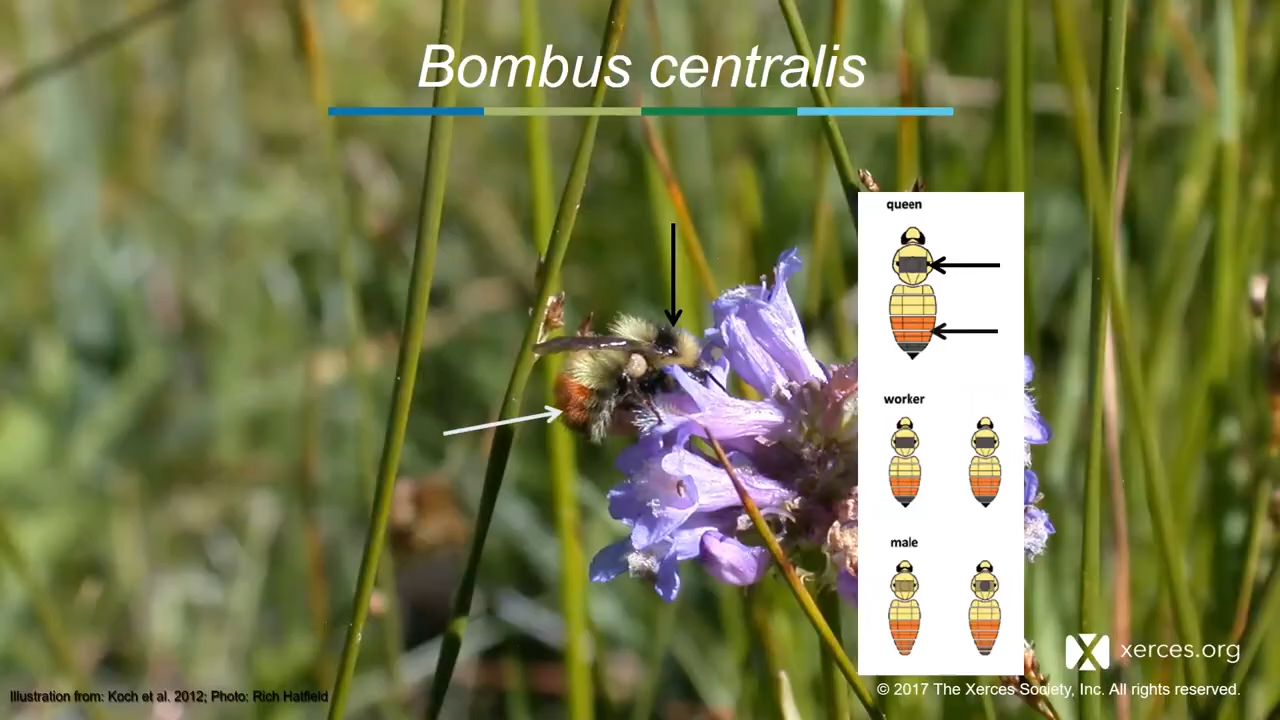 Bombus centralis
queen
worker
male
xerces.org
Illustration from: Koch et al. 2012; Photo: Rich Hatfield
© 2017 The Xerces Society, Inc. All rights reserved.